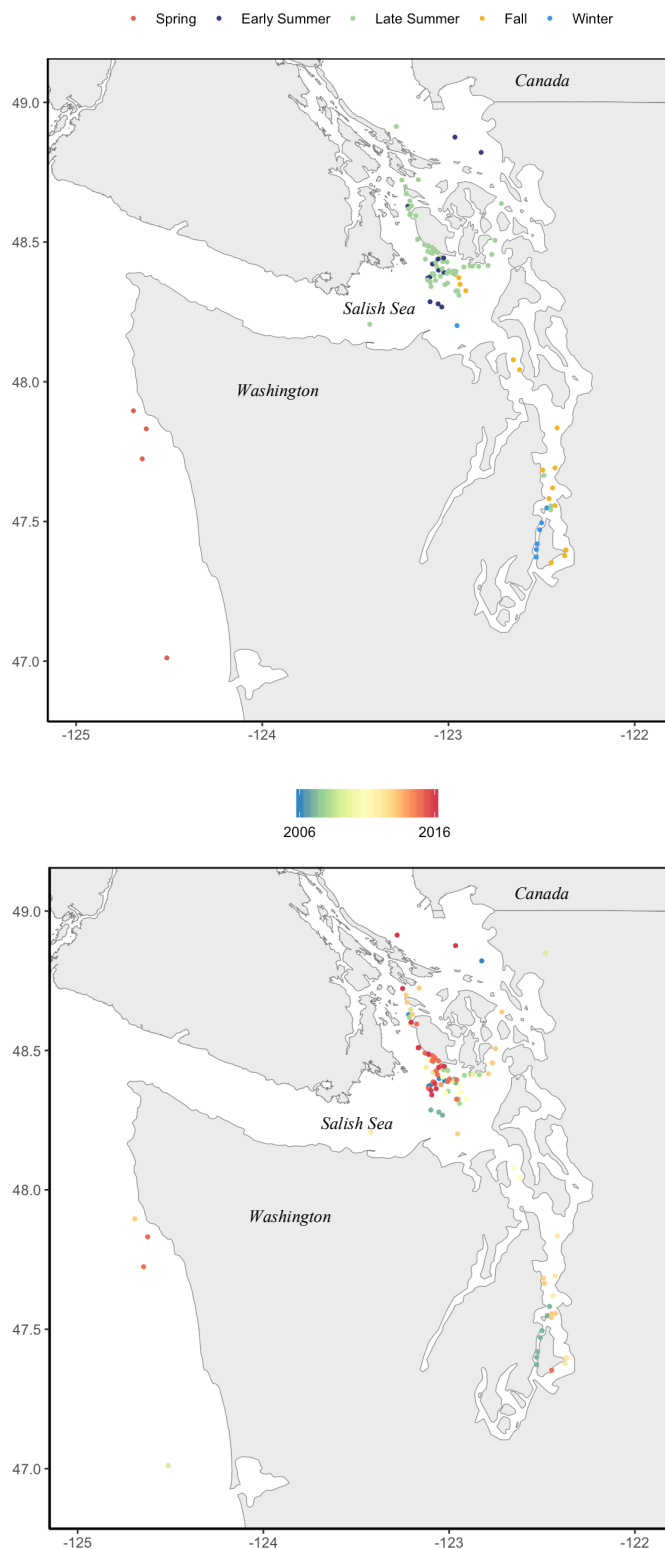 Spring Early Summer Late Summer Fall Winter
Canada
49.0
48.5
Salish Sea
48.0
Washington
47.5
47.0
-125 -124 -123 -122
2006 2016
Canada
49.0
48.5
Salish Sea
48.0
Washington
47.5
47.0
-125 -124 -123 -122